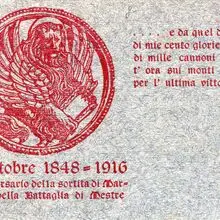 . . . . e da quel d
di mie cento glorie
di mille cannoni
t' ora sui monti
per l' ultima vitto
tobre 1848 = 1916
rsario della sortita di Mar-
della Battaglia di Mestre